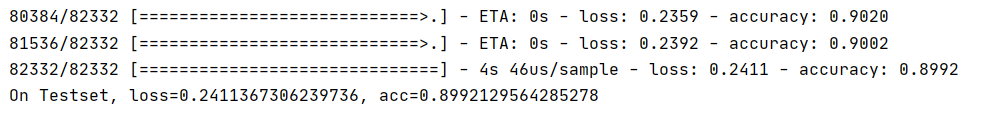 80384/82332 [============================>.] - ETA: 0s - loss: 0.2359 - accuracy: 0.9020
81536/82332 [============================>.] - ETA: 0s - loss: 0.2392 - accuracy: 0.9002
82332/82332 [==============================] - 4s 46us/sample - loss: 0.2411 - accuracy: 0.8992
On Testset, loss=0.2411367306239736, acc=0.8992129564285278